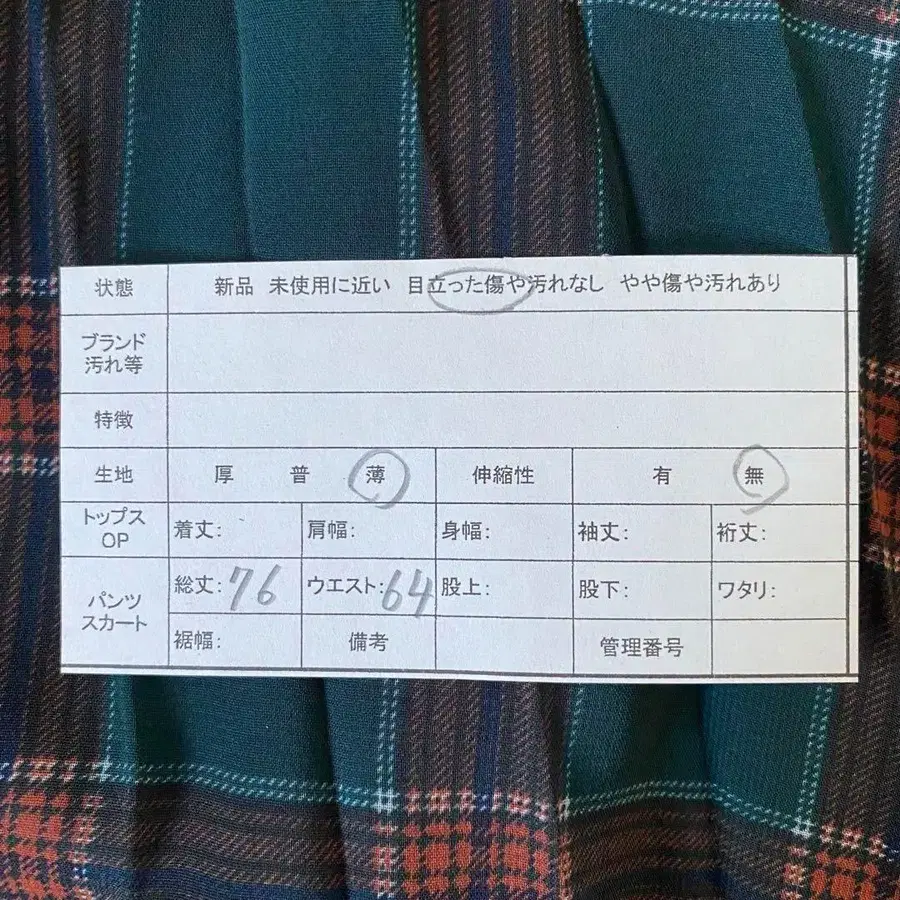 状態 新品 未使用に近い 目立った傷や汚れなし やや傷や汚れあり
ブランド
汚れ等
特徴
生地 厚 普 薄 伸縮性 有 無
トップス
OP
着丈: 肩幅: 身幅: 袖丈: 裄丈:
パンツ
スカート
総丈:76 ウエスト:64 股上: 股下: ワタリ:
裾幅: 備考 管理番号